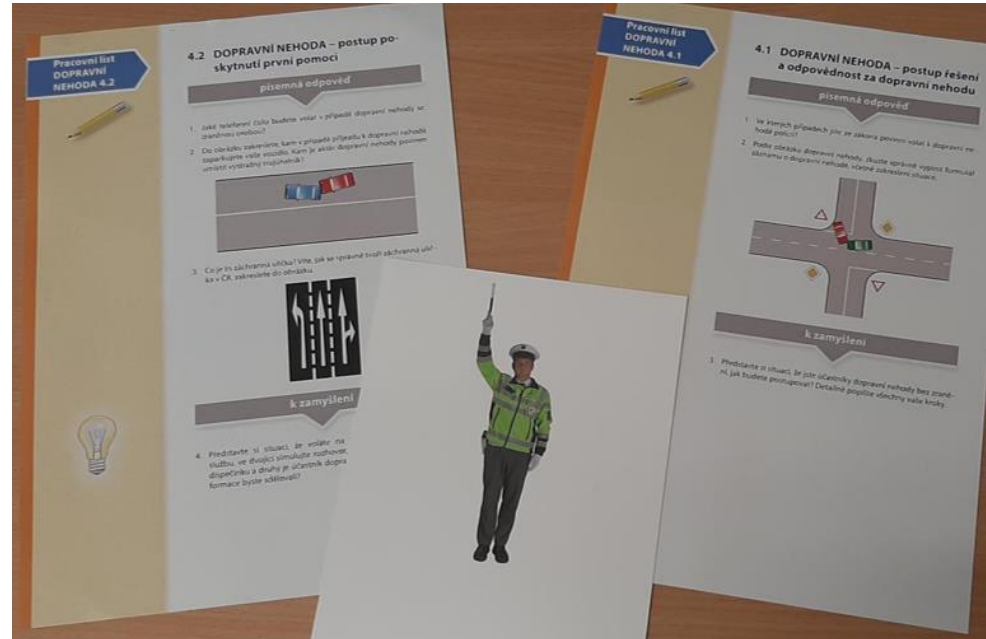 Pracovní list
DOPRAVNÍ
NEHODA 4.2
4.2 DOPRAVNÍ NEHODA – postup po-
skytnutí první pomoci
písemná odpověď
1. Jaké telefonní číslo budete volat v případě dopravní nehody se
zraněnou osobou?
2. Do obrázku zakreslete, kam v případě příjezdu k dopravní nehodě
zaparkujete vaše vozidlo. Kam je aktér dopravní nehody povinen
umístit výstražný trojúhelník?
3. Co je to záchranná ulička? Víte, jak se správně tvoří záchranná ulič-
ka v ČR, zakreslete do obrázku.
k zamyšlení
4. Představte si situaci, že voláte na
službu, ve dvojici simulujte rozhovor,
dispečinku a druhý je účastník dopra
formace byste sdělovali?
Pracovní list
DOPRAVNÍ
NEHODA 4.1
4.1 DOPRAVNÍ NEHODA – postup řešení
a odpovědnost za dopravní nehodu
písemná odpověď
1. Ve kterých případech jste ze zákona povinni volat k dopravní ne-
hodě policii?
2. Podle obrázku dopravní nehody, zkuste správně vyplnit formulář
záznamu o dopravní nehodě, včetně zakreslení situace.
k zamyšlení
3. Představte si situaci, že jste účastníky dopravní nehody bez zraně-
ní, jak budete postupovat? Detailně popište všechny vaše kroky.